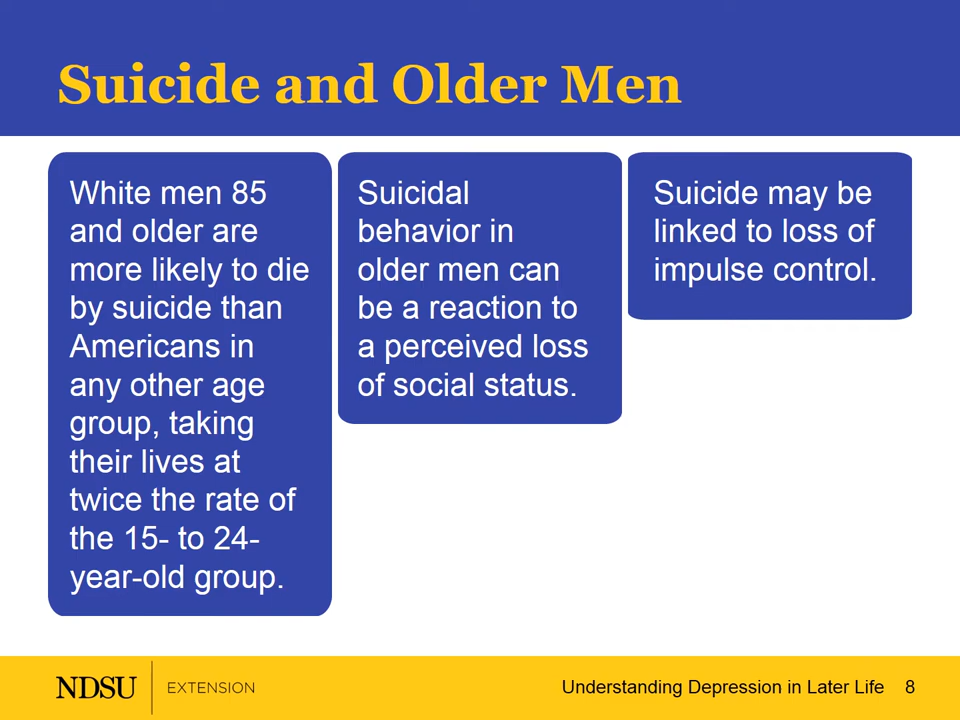 Suicide and Older Men
White men 85
and older are
more likely to die
by suicide than
Americans in
any other age
group, taking
their lives at
twice the rate of
the 15- to 24-
year-old group.
Suicidal
behavior in
older men can
be a reaction to
a perceived loss
of social status.
Suicide may be
linked to loss of
impulse control.
NDSU EXTENSION
Understanding Depression in Later Life 8